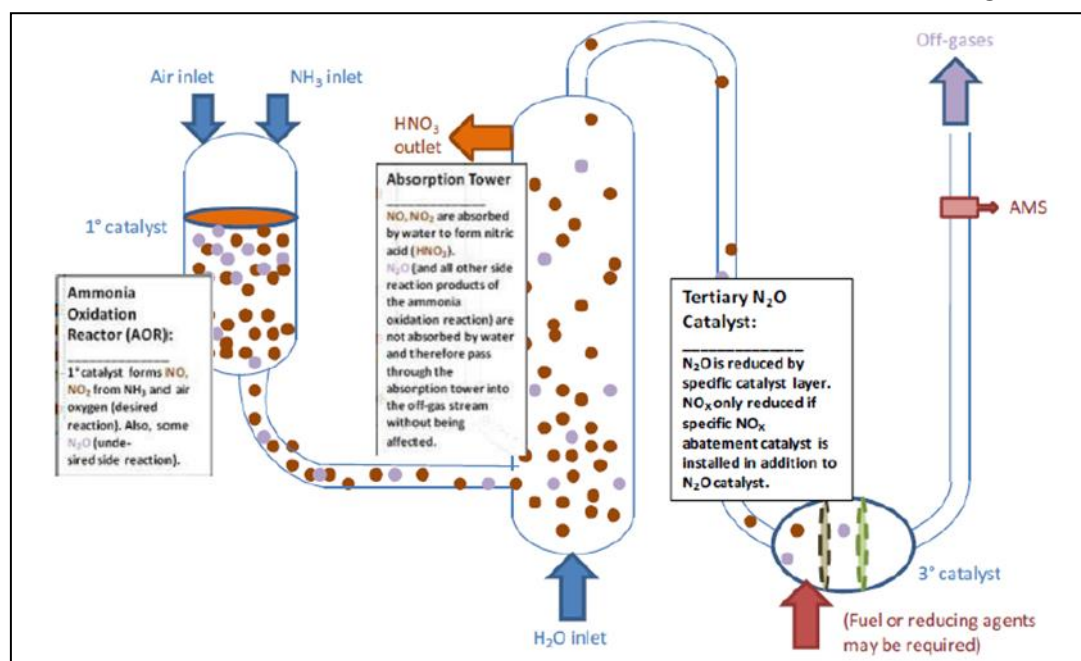 Off-gases
Air inlet
NH₃ inlet
HNO₃
outlet
Absorption Tower
NO, NO₂ are absorbed
by water to form nitric
acid (HNO₃).
N₂O (and all other side
reaction products of
the ammonia
oxidation reaction) are
not absorbed by water
and therefore pass
through the
absorption tower into
the off-gas stream
without being
affected.
AMS
1° catalyst
Ammonia
Oxidation
Reactor (AOR):
1° catalyst forms NO,
NO₂ from NH₃ and air
oxygen (desired
reaction). Also, some
N₂O (unde-
sired side reaction).
Tertiary N₂O
Catalyst:
N₂O is reduced by
specific catalyst layer.
NOₓ only reduced if
specific NOₓ
abatement catalyst is
installed in addition to
N₂O catalyst.
3° catalyst
H₂O inlet
(Fuel or reducing agents
may be required)